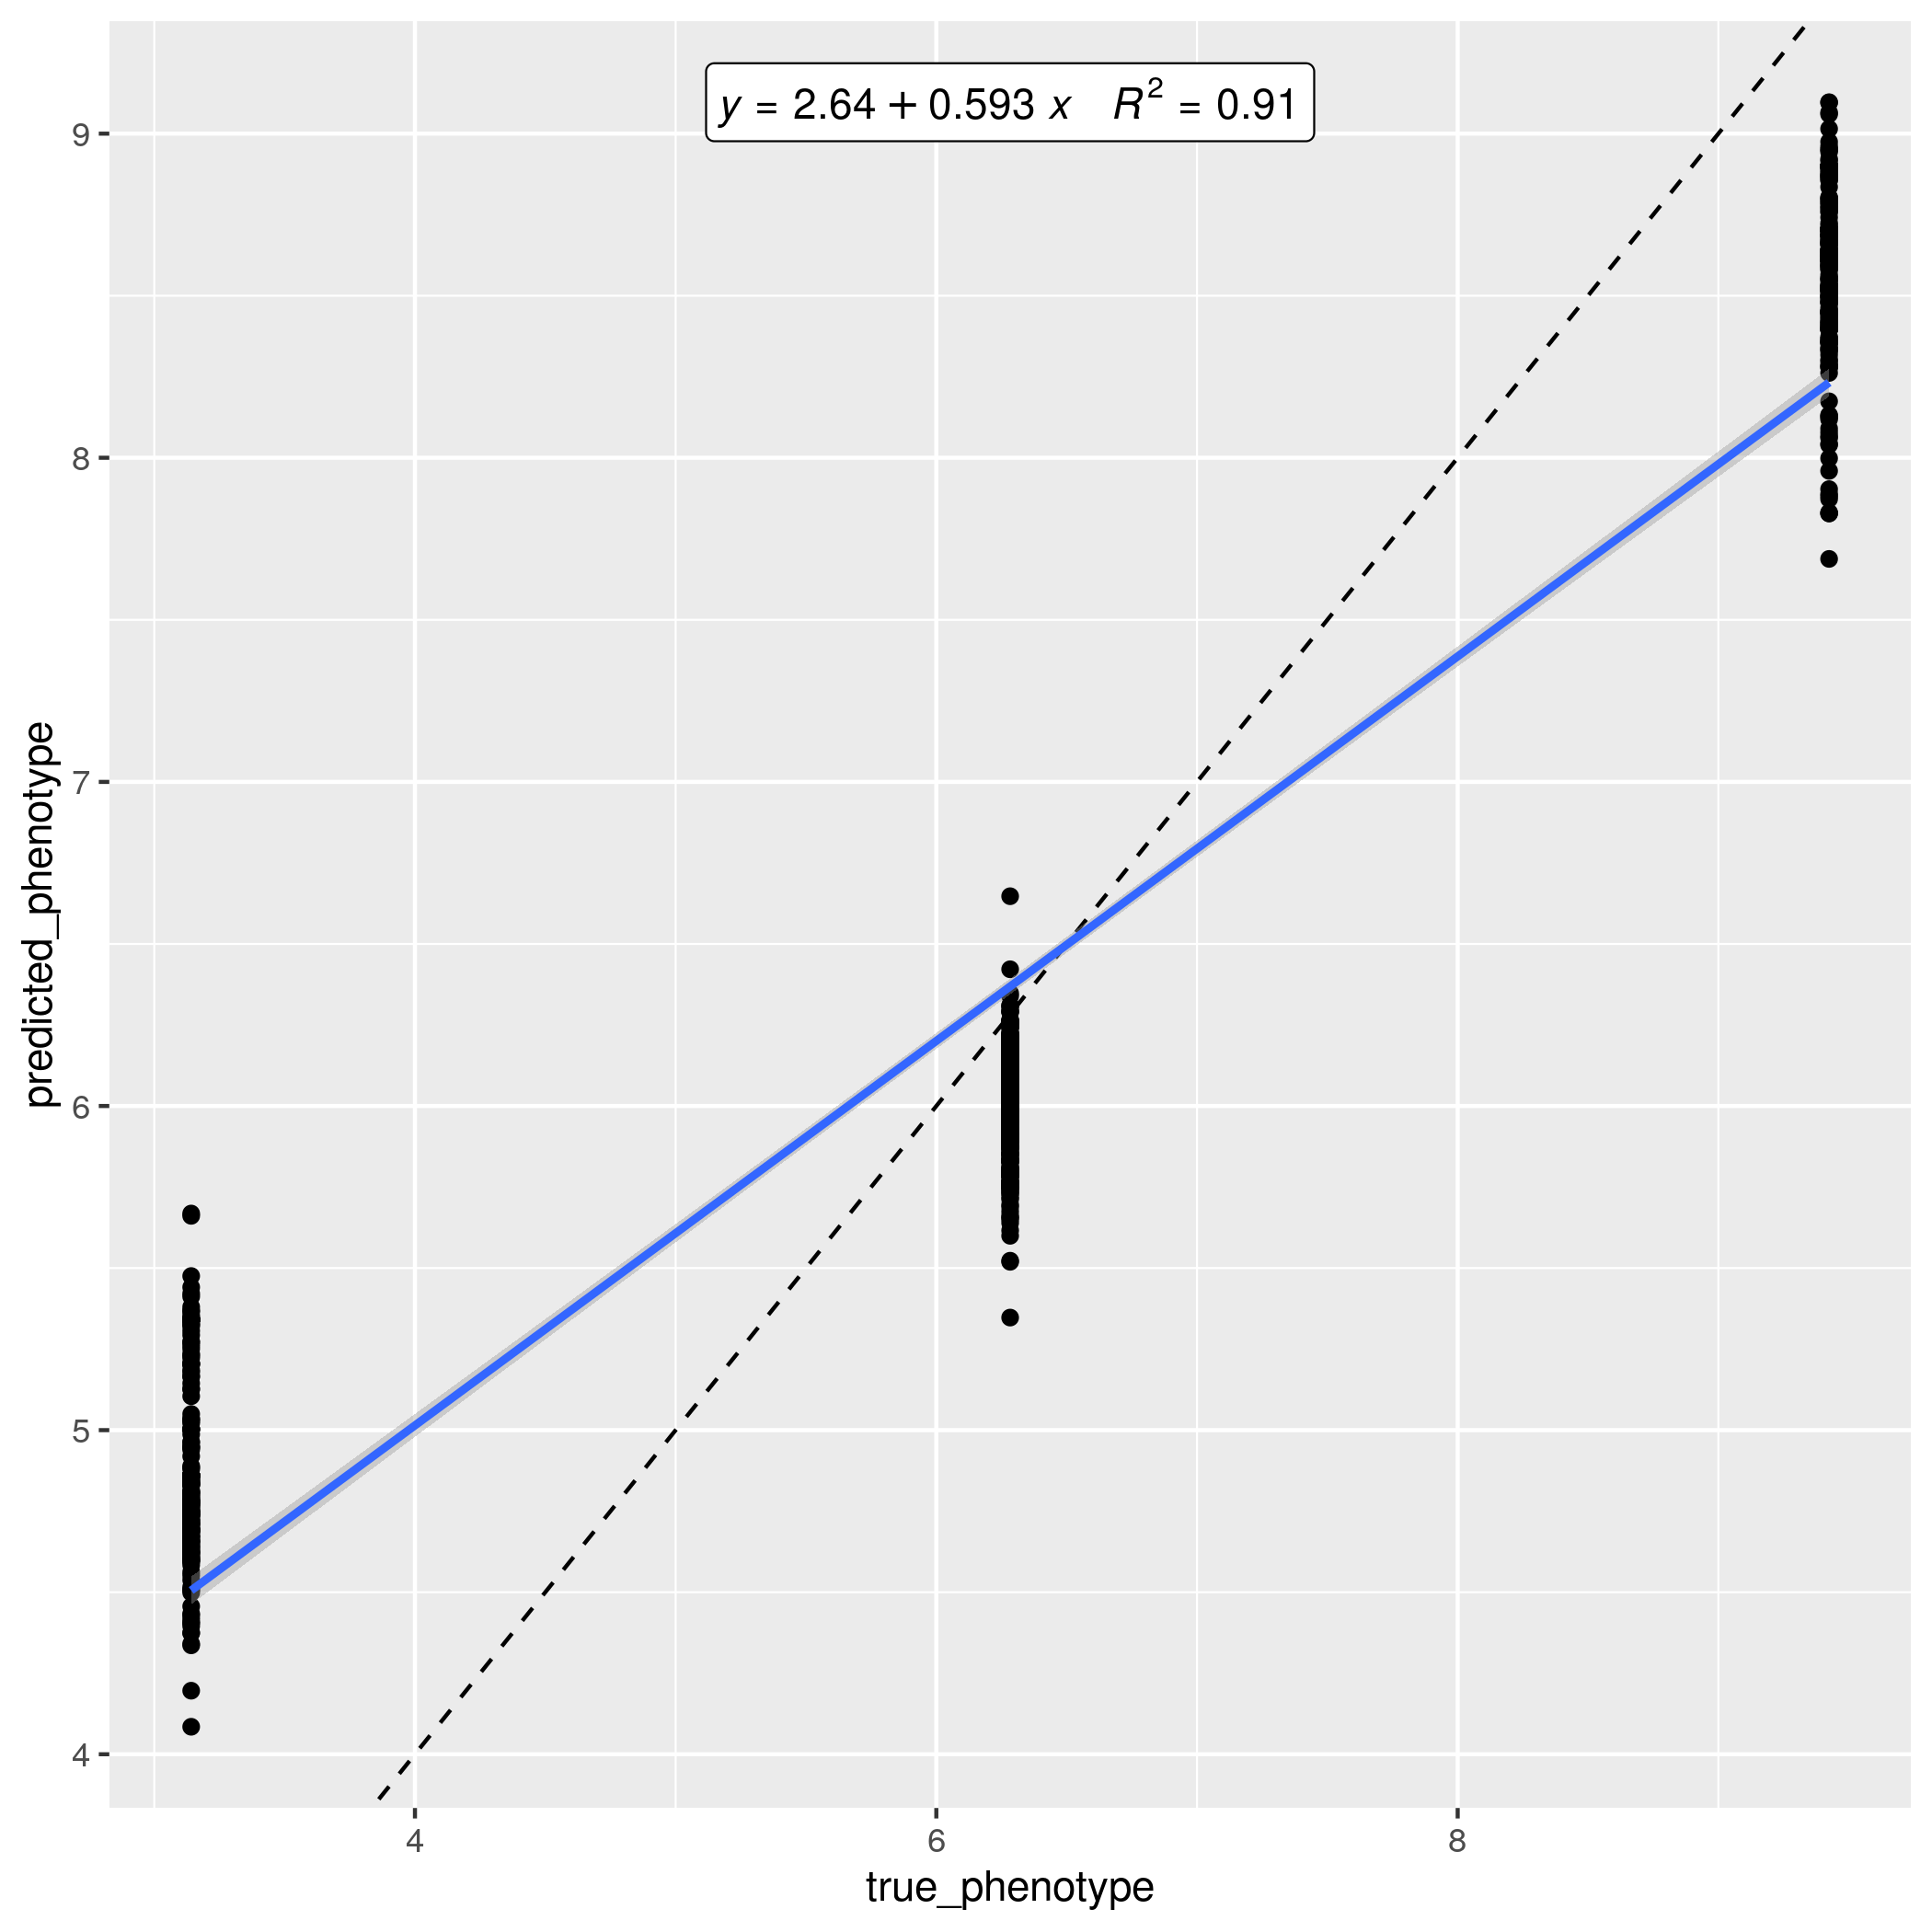 y = 2.64 + 0.593 x R² = 0.91
9
8
7
6
5
4
predicted_phenotype
4 6 8
true_phenotype